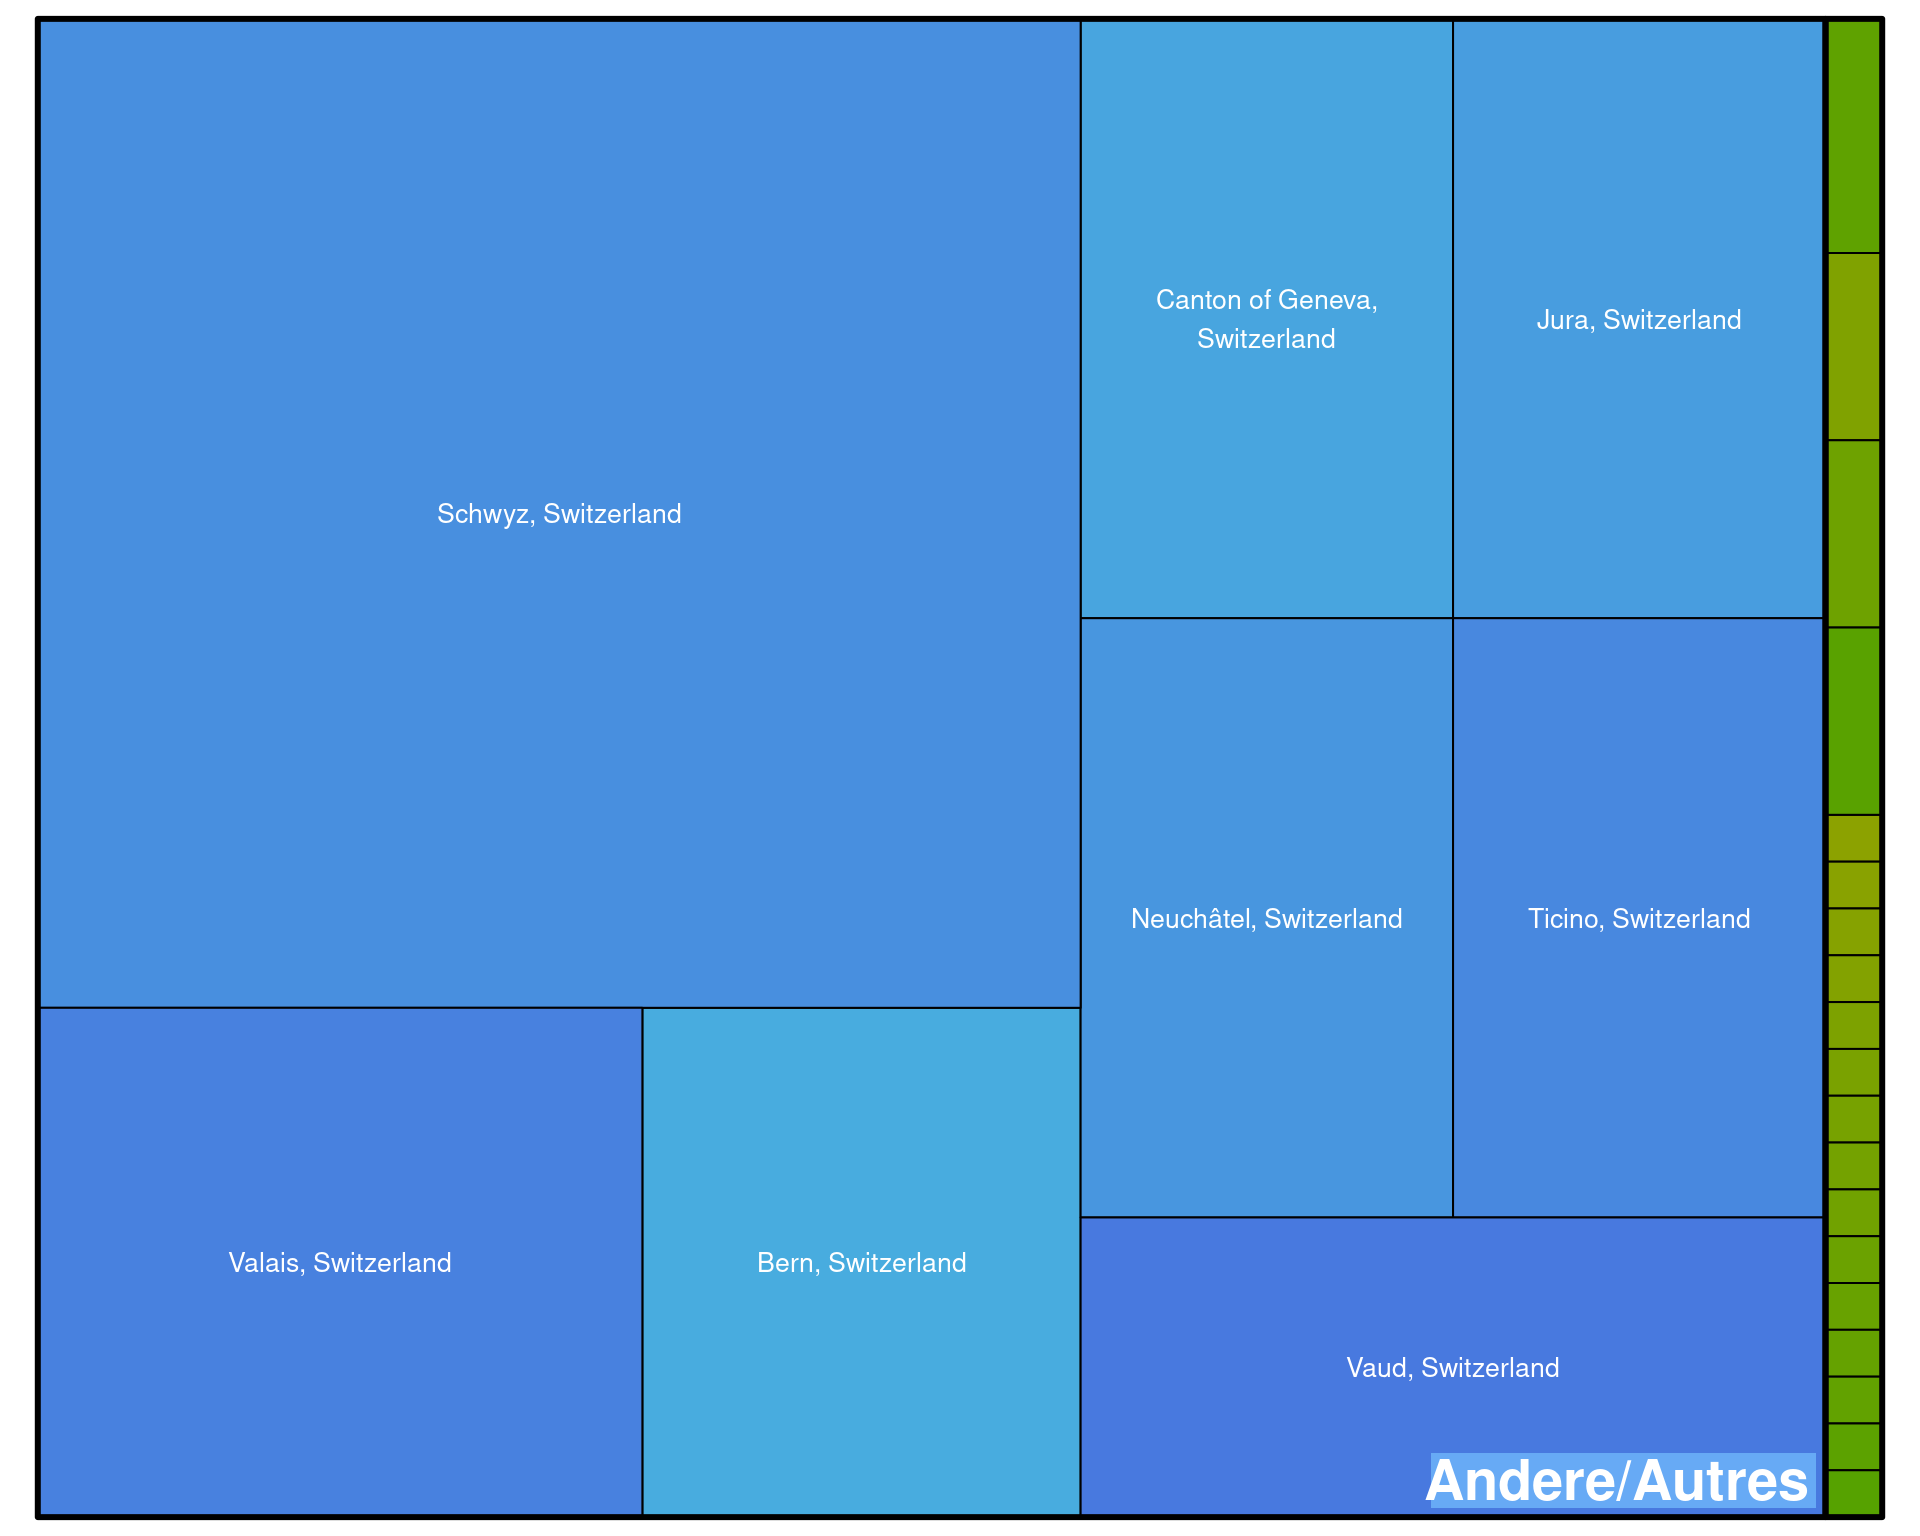 Schwyz, Switzerland
Canton of Geneva,
Switzerland
Jura, Switzerland
Neuchâtel, Switzerland
Ticino, Switzerland
Valais, Switzerland
Bern, Switzerland
Vaud, Switzerland
Andere/Autres